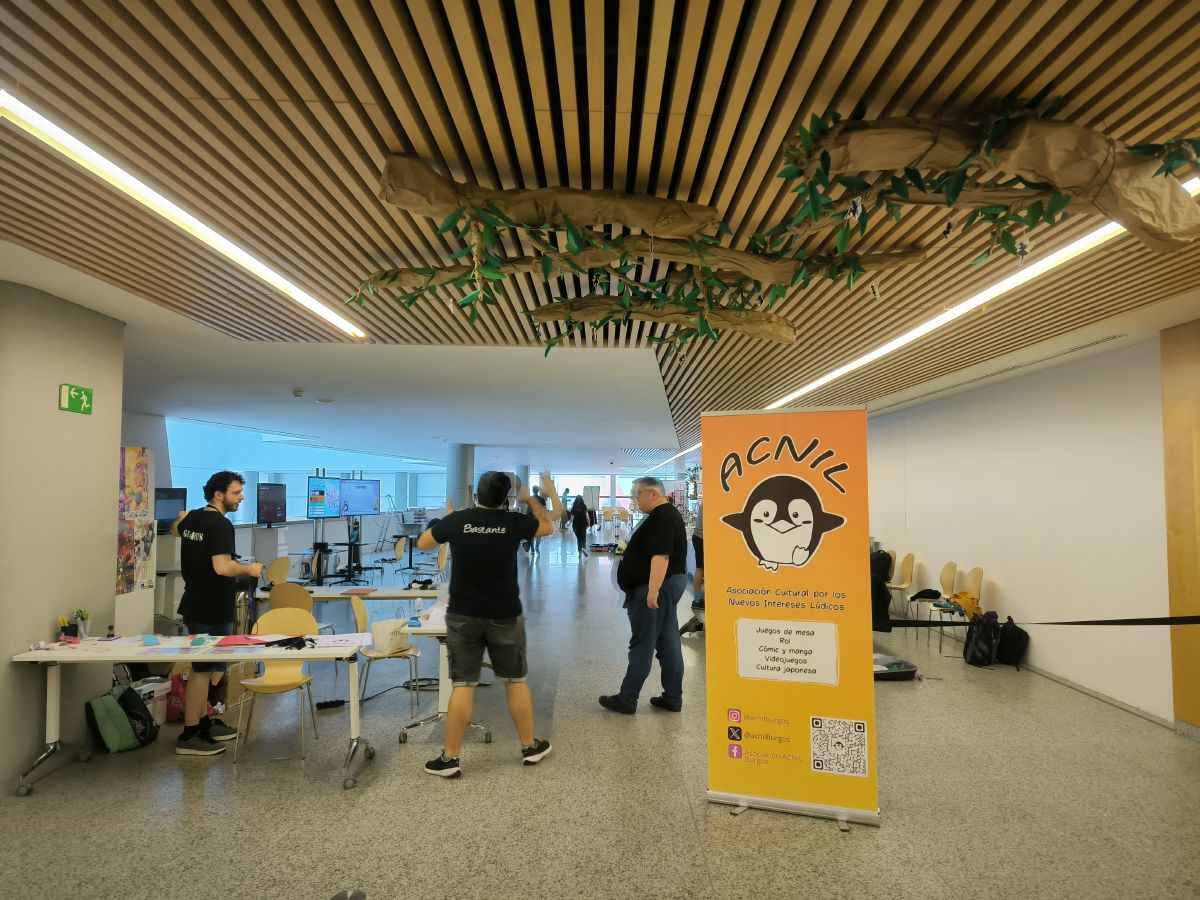 ACNIL
Asociación Cultural por los
Nuevos Intereses Lúdicos
Juegos de mesa
Rol
Cómic y manga
Videojuegos
Cultura japonesa
@acnilburgos
@acnilBurgos
Asociación ACNIL
Burgos
Bastante